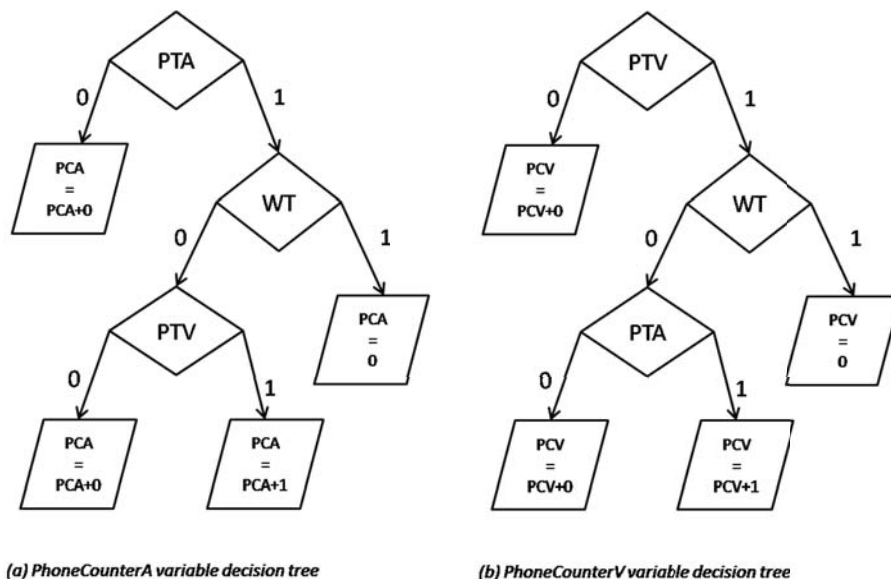 PTA
0
1
PCA
=
PCA+0
WT
0
1
PTV
PCA
=
0
0
1
PCA
=
PCA+0
PCA
=
PCA+1
(a) PhoneCounterA variable decision tree
PTV
0
1
PCV
=
PCV+0
WT
0
1
PTA
PCV
=
0
0
1
PCV
=
PCV+0
PCV
=
PCV+1
(b) PhoneCounterV variable decision tree